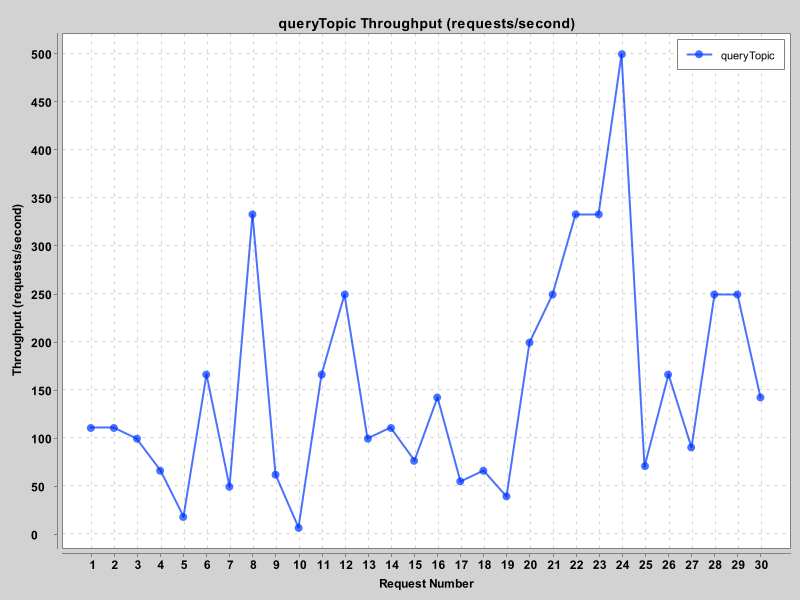 queryTopic Throughput (requests/second)
queryTopic
500
450
400
350
300
250
200
150
100
50
0
Throughput (requests/second)
1 2 3 4 5 6 7 8 9 10 11 12 13 14 15 16 17 18 19 20 21 22 23 24 25 26 27 28 29 30
Request Number